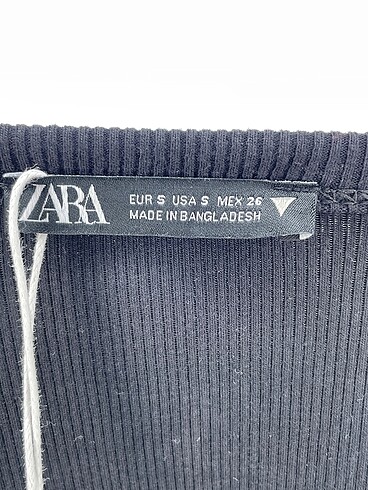 ZARA
EUR S USA S MEX 26
MADE IN BANGLADESH